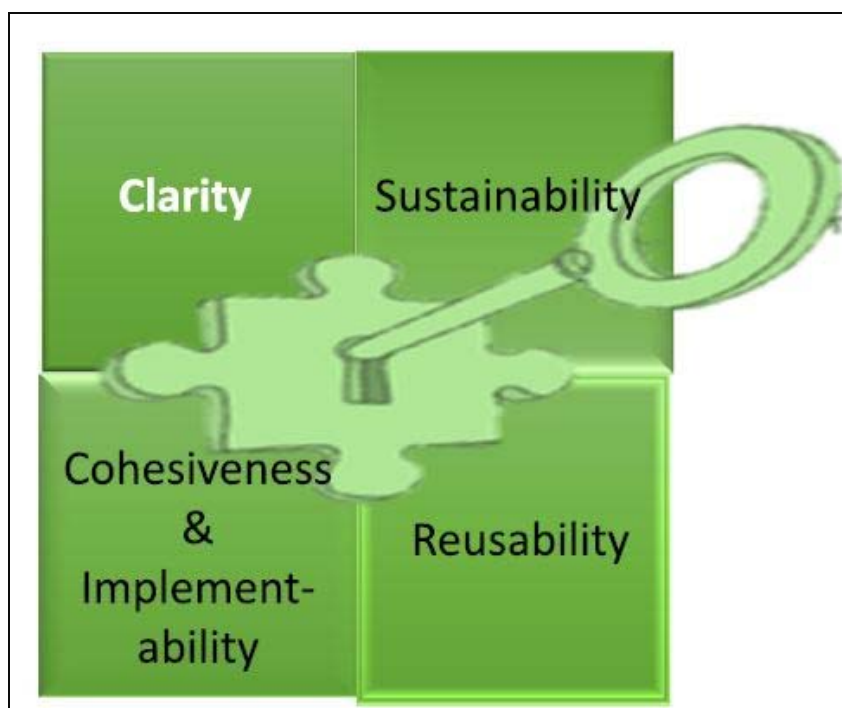 Clarity
Sustainability
Cohesiveness
&
Implement-
ability
Reusability